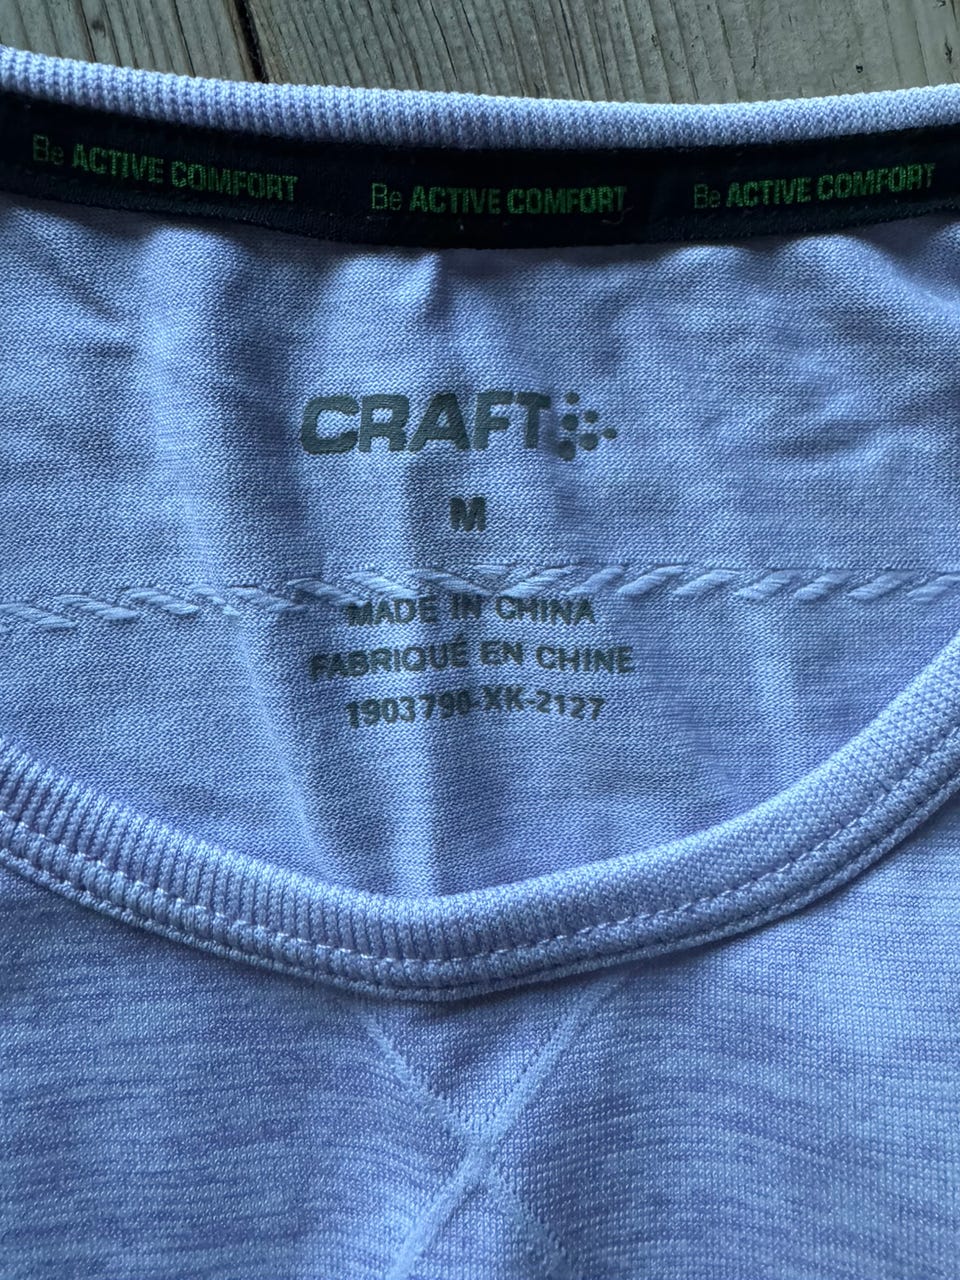 Be ACTIVE COMFORT Be ACTIVE COMFORT Be ACTIVE COMFORT
CRAFT
M
MADE IN CHINA
FABRIQUÉ EN CHINE
1903790-XK-2127